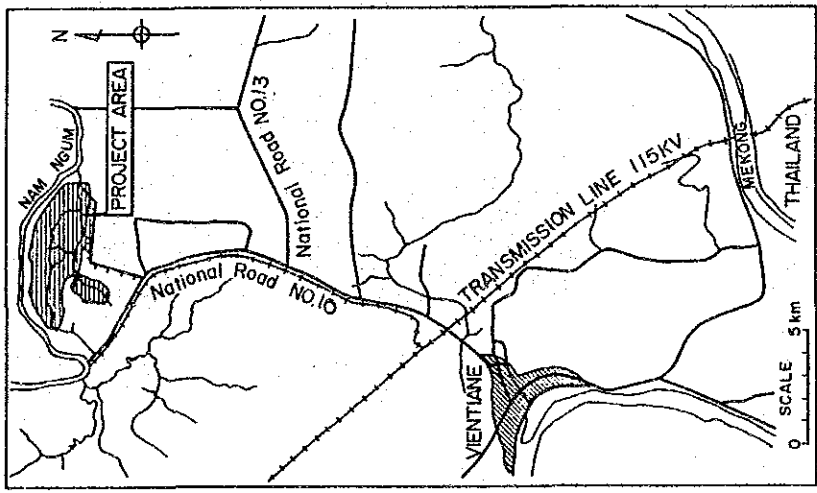 N
NAM NGUM
PROJECT AREA
National Road NO.13
National Road NO.10
TRANSMISSION LINE 115KV
MEKONG
THAILAND
VIENTIANE
SCALE
0 5 km